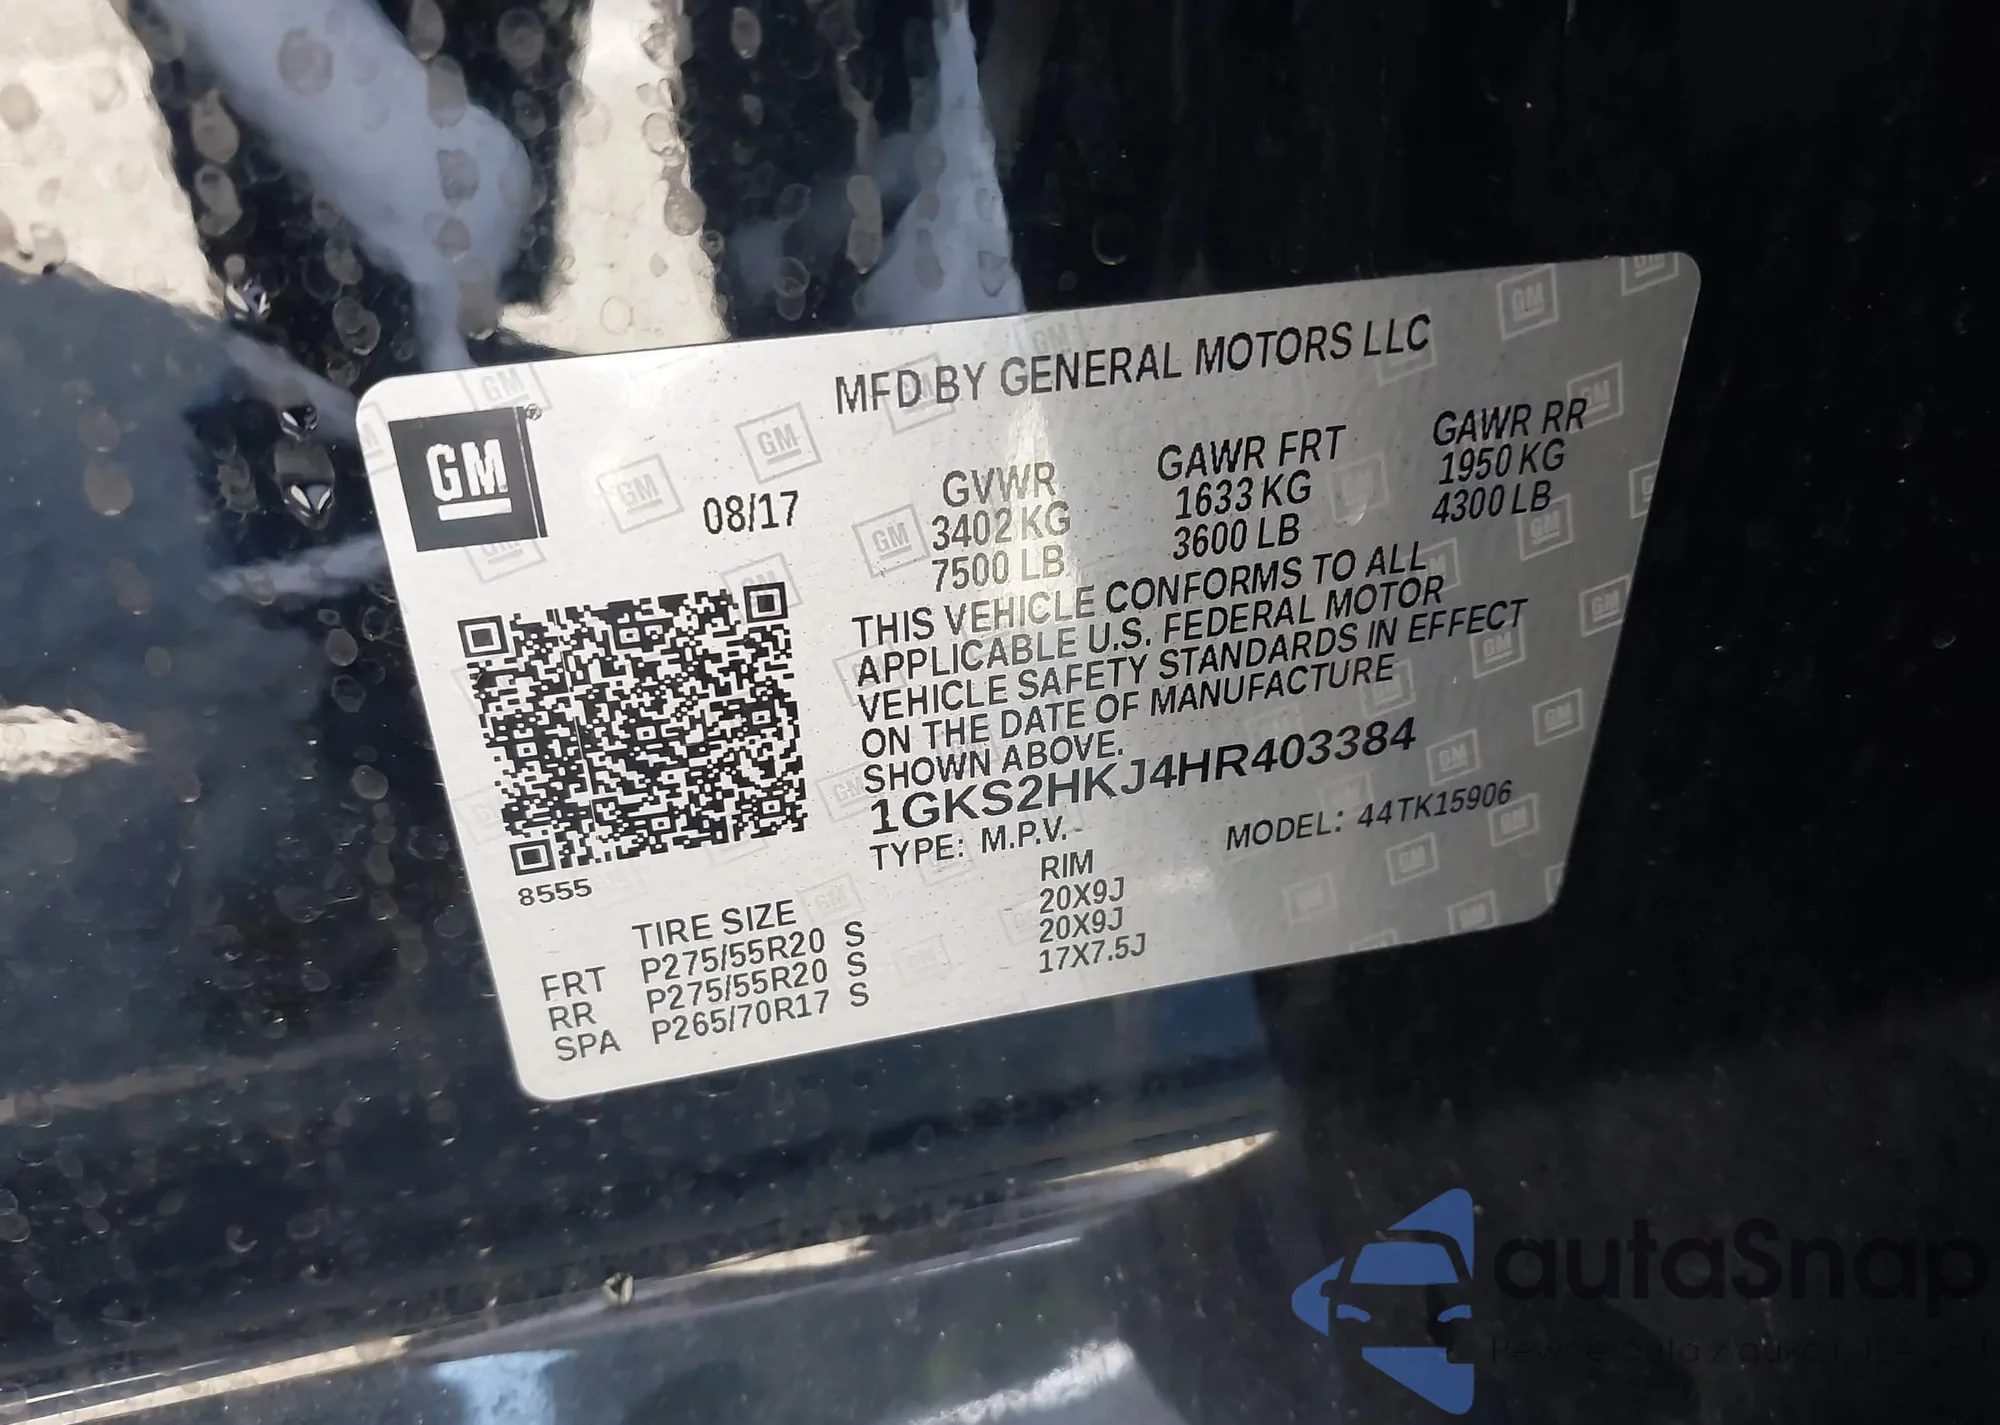 MFD BY GENERAL MOTORS LLC
GM
08/17
GVWR GAWR FRT GAWR RR
3402 KG 1633 KG 1950 KG
7500 LB 3600 LB 4300 LB
THIS VEHICLE CONFORMS TO ALL
APPLICABLE U.S. FEDERAL MOTOR
VEHICLE SAFETY STANDARDS IN EFFECT
ON THE DATE OF MANUFACTURE
SHOWN ABOVE.
1GKS2HKJ4HR403384
TYPE: M.P.V. MODEL: 44TK15906
8555
TIRE SIZE RIM
FRT P275/55R20 S 20X9J
RR P275/55R20 S 20X9J
SPA P265/70R17 S 17X7.5J
autaSnap